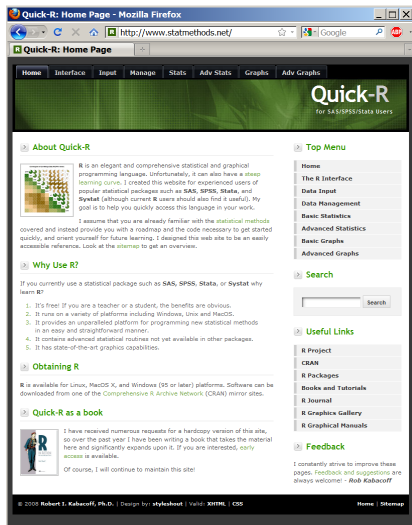 Quick-R: Home Page - Mozilla Firefox
http://www.statmethods.net/
Google
ABP
Quick-R: Home Page
Home Interface Input Manage Stats Adv Stats Graphs Adv Graphs
Quick-R
for SAS/SPSS/Stata Users
About Quick-R
R is an elegant and comprehensive statistical and graphical
programming language. Unfortunately, it can also have a steep
learning curve. I created this website for experienced users of
popular statistical packages such as SAS, SPSS, Stata, and
Systat (although current R users should also find it useful). My
goal is to help you quickly access this language in your work.
I assume that you are already familiar with the statistical methods
covered and instead provide you with a roadmap and the code necessary to get started
quickly, and orient yourself for future learning. I designed this web site to be an easily
accessible reference. Look at the sitemap to get an overview.
Why Use R?
If you currently use a statistical package such as SAS, SPSS, Stata, or Systat why
learn R?
1. It's free! If you are a teacher or a student, the benefits are obvious.
2. It runs on a variety of platforms including Windows, Unix and MacOS.
3. It provides an unparalleled platform for programming new statistical methods
in an easy and straightforward manner.
4. It contains advanced statistical routines not yet available in other packages.
5. It has state-of-the-art graphics capabilities.
Obtaining R
R is available for Linux, MacOS X, and Windows (95 or later) platforms. Software can be
downloaded from one of the Comprehensive R Archive Network (CRAN) mirror sites.
Quick-R as a book
R
I have received numerous requests for a hardcopy version of this site,
so over the past year I have been writing a book that takes the material
here and significantly expands upon it. If you are interested, early
access is available.
Of course, I will continue to maintain this site!
Top Menu
Home
The R Interface
Data Input
Data Management
Basic Statistics
Advanced Statistics
Basic Graphs
Advanced Graphs
Search
Search
Useful Links
R Project
CRAN
R Packages
Books and Tutorials
R Journal
R Graphics Gallery
R Graphical Manuals
Feedback
I constantly strive to improve these
pages. Feedback and suggestions are
always welcome! - Rob Kabacoff
© 2008 Robert I. Kabacoff, Ph.D. | Design by: styleshout | Valid: XHTML | CSS
Home | Sitemap